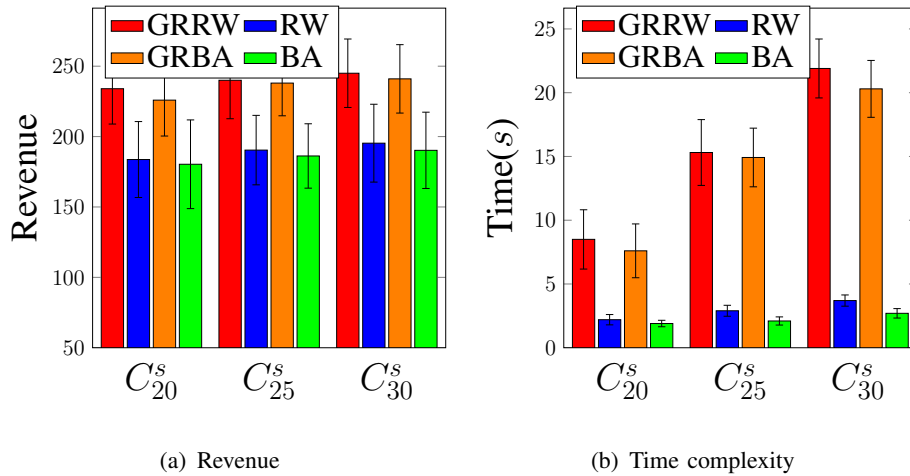 GRRW RW
GRBA BA
Revenue
250
200
150
100
50
C^s_20 C^s_25 C^s_30
(a) Revenue
GRRW RW
GRBA BA
Time(s)
25
20
15
10
5
0
C^s_20 C^s_25 C^s_30
(b) Time complexity